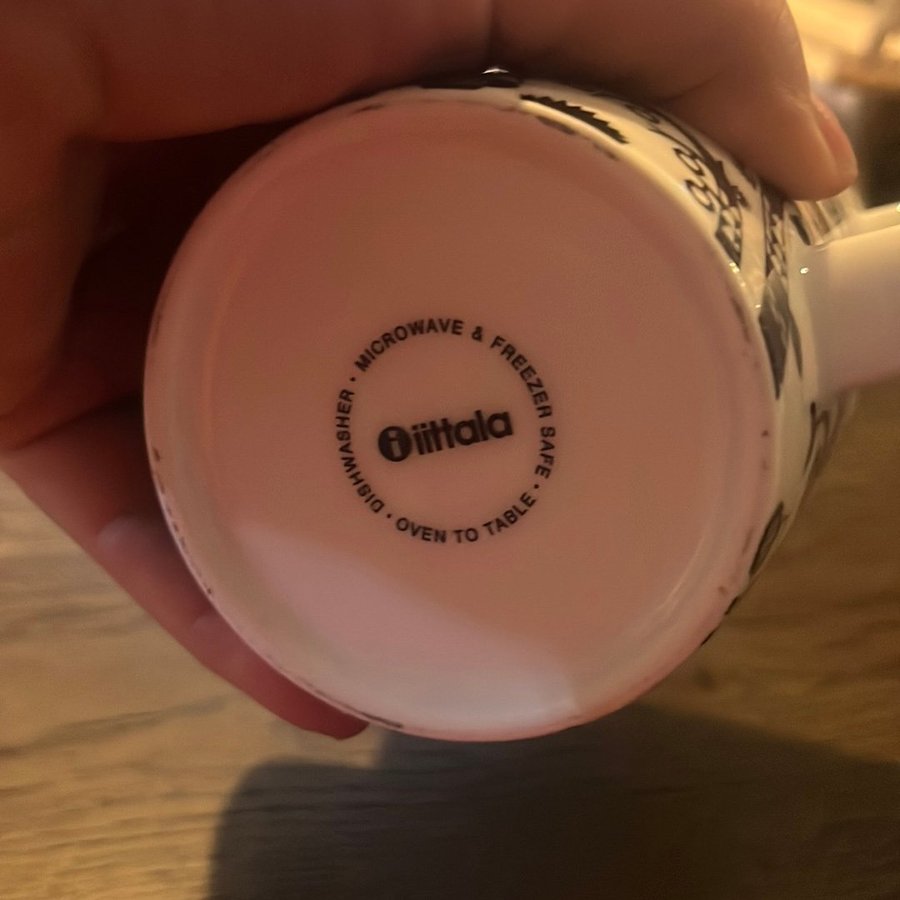 MICROWAVE & FREEZER SAFE • OVEN TO TABLE • DISHWASHER •
i iittala